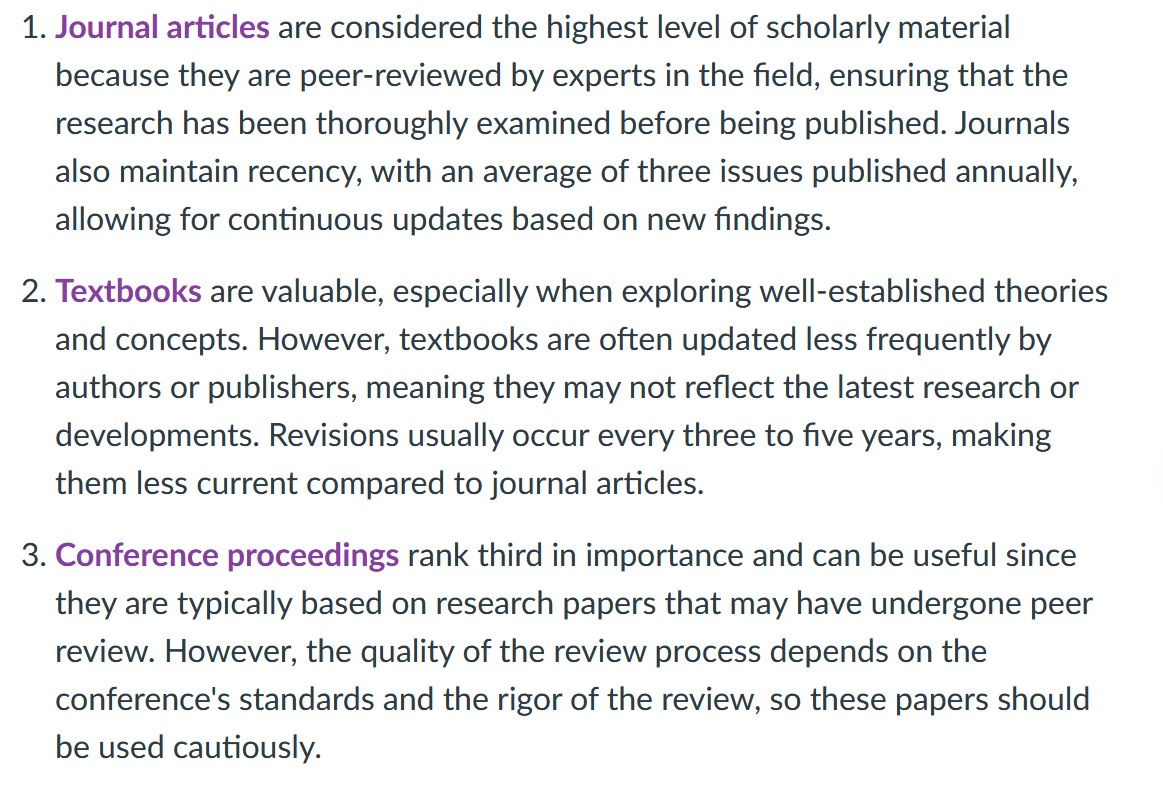 1. Journal articles are considered the highest level of scholarly material
because they are peer-reviewed by experts in the field, ensuring that the
research has been thoroughly examined before being published. Journals
also maintain recency, with an average of three issues published annually,
allowing for continuous updates based on new findings.
2. Textbooks are valuable, especially when exploring well-established theories
and concepts. However, textbooks are often updated less frequently by
authors or publishers, meaning they may not reflect the latest research or
developments. Revisions usually occur every three to five years, making
them less current compared to journal articles.
3. Conference proceedings rank third in importance and can be useful since
they are typically based on research papers that may have undergone peer
review. However, the quality of the review process depends on the
conference's standards and the rigor of the review, so these papers should
be used cautiously.